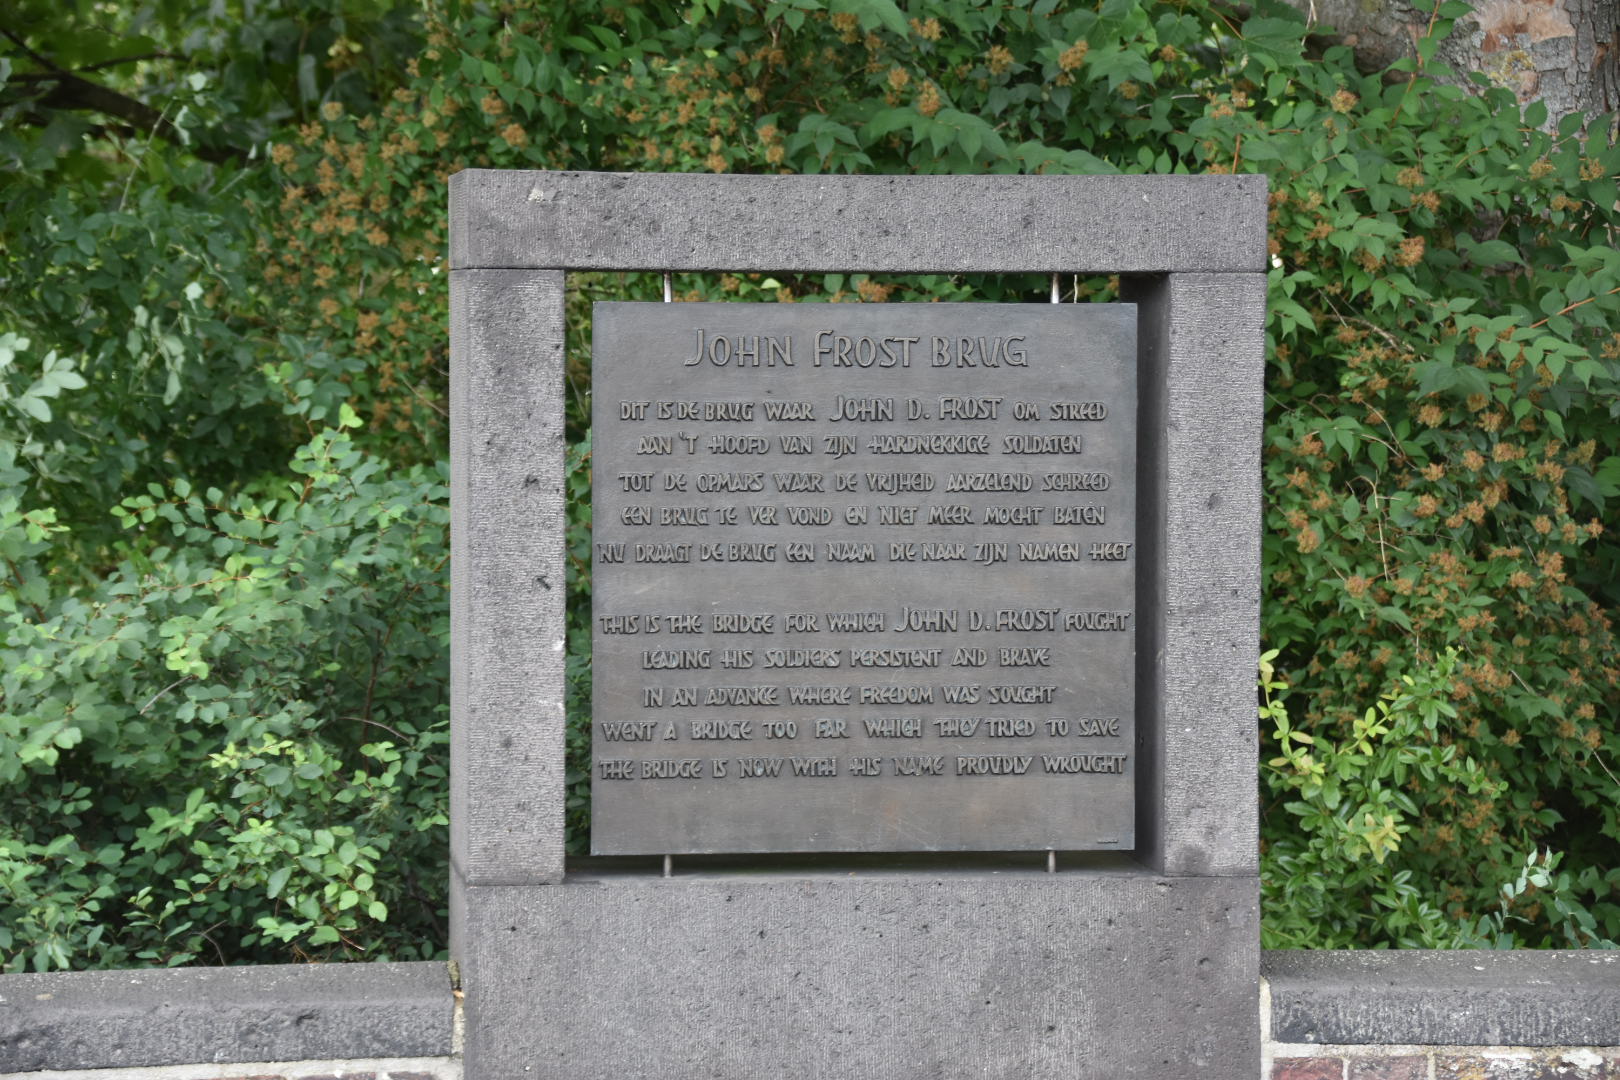 JOHN FROST BRUG
DIT IS DE BRUG WAAR JOHN D. FROST OM STREED
AAN 'T HOOFD VAN ZIJN HARDNEKKIGE SOLDATEN
TOT DE OPMARS WAAR DE VRIJHEID AARZELEND SCHREED
EEN BRUG TE VER VOND EN NIET MEER MOCHT BATEN
NU DRAAGT DE BRUG EEN NAAM DIE NAAR ZIJN NAMEN HEET
THIS IS THE BRIDGE FOR WHICH JOHN D. FROST FOUGHT
LEADING HIS SOLDIERS PERSISTENT AND BRAVE
IN AN ADVANCE WHERE FREEDOM WAS SOUGHT
WENT A BRIDGE TOO FAR WHICH THEY TRIED TO SAVE
THE BRIDGE IS NOW WITH HIS NAME PROUDLY WROUGHT